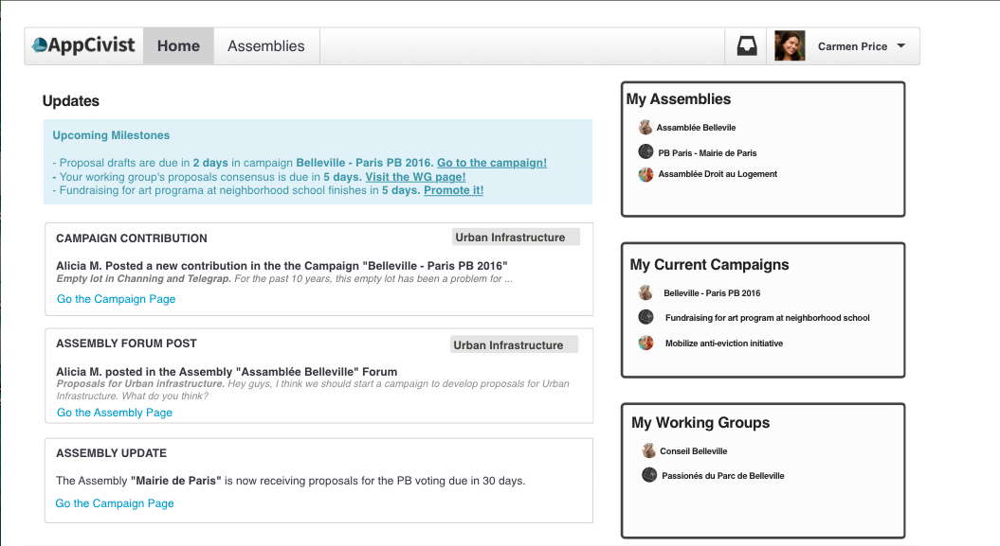 AppCivist
Home
Assemblies
Carmen Price
Updates
Upcoming Milestones
- Proposal drafts are due in 2 days in campaign Belleville - Paris PB 2016. Go to the campaign!
- Your working group's proposals consensus is due in 5 days. Visit the WG page!
- Fundraising for art programa at neighborhood school finishes in 5 days. Promote it!
CAMPAIGN CONTRIBUTION
Urban Infrastructure
Alicia M. Posted a new contribution in the the Campaign "Belleville - Paris PB 2016"
Empty lot in Channing and Telegrap. For the past 10 years, this empty lot has been a problem for ...
Go the Campaign Page
ASSEMBLY FORUM POST
Urban Infrastructure
Alicia M. posted in the Assembly "Assamblée Belleville" Forum
Proposals for Urban infrastructure. Hey guys, I think we should start a campaign to develop proposals for Urban
Infrastructure. What do you think?
Go the Assembly Page
ASSEMBLY UPDATE
The Assembly "Mairie de Paris" is now receiving proposals for the PB voting due in 30 days.
Go the Campaign Page
My Assemblies
Assamblée Bellevile
PB Paris - Mairie de Paris
Assamblée Droit au Logement
My Current Campaigns
Belleville - Paris PB 2016
Fundraising for art program at neighborhood school
Mobilize anti-eviction initiative
My Working Groups
Conseil Belleville
Passionés du Parc de Belleville